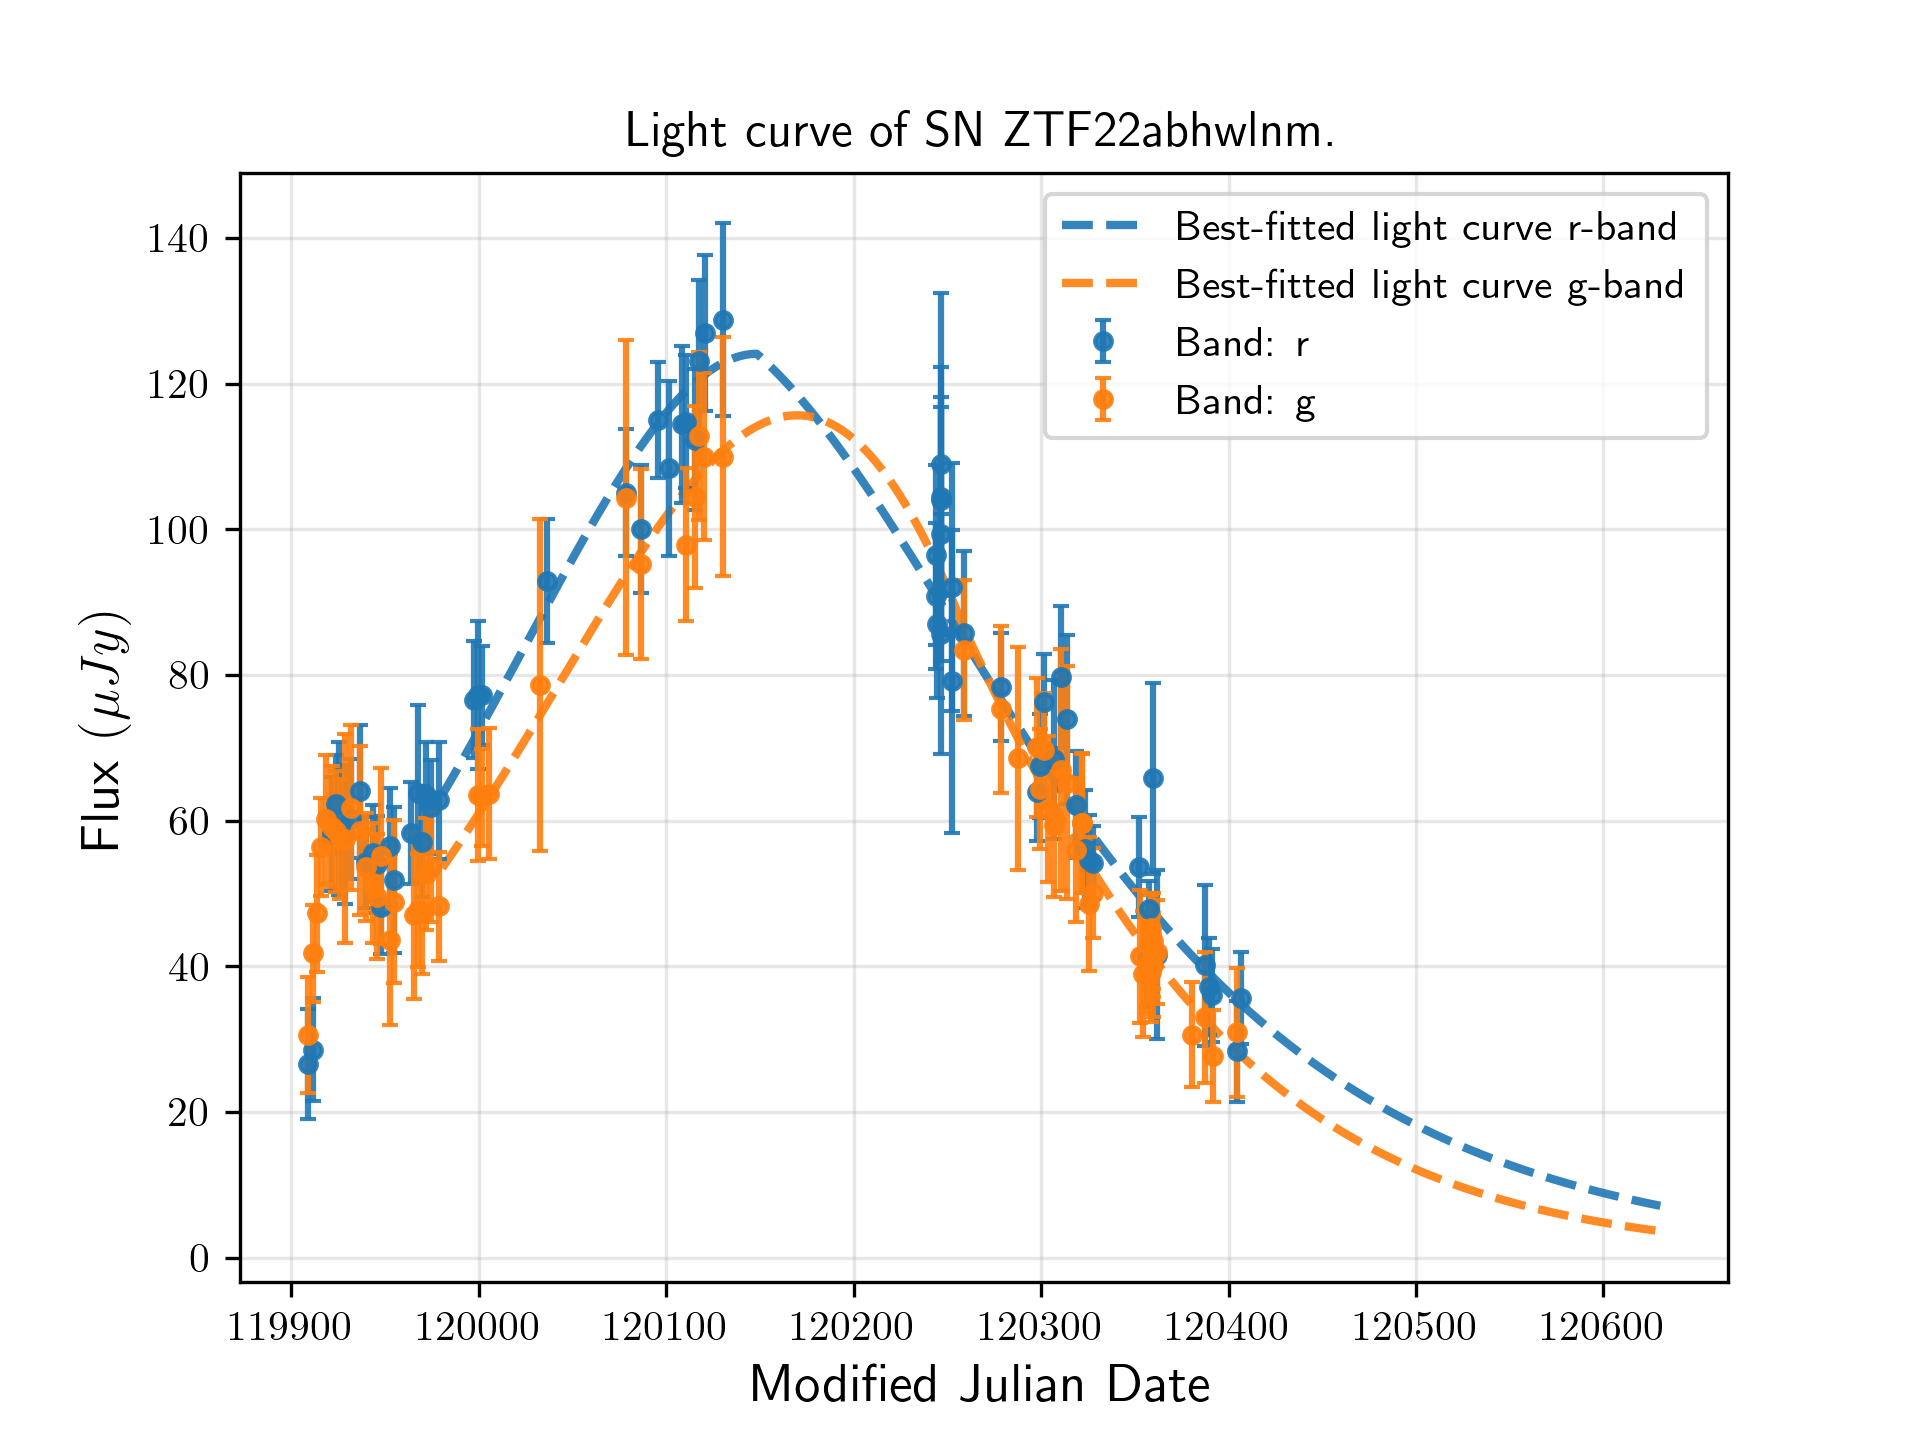 Light curve of SN ZTF22abhwlnm.
Best-fitted light curve r-band
Best-fitted light curve g-band
Band: r
Band: g
Flux (μJy)
140
120
100
80
60
40
20
0
119900 120000 120100 120200 120300 120400 120500 120600
Modified Julian Date